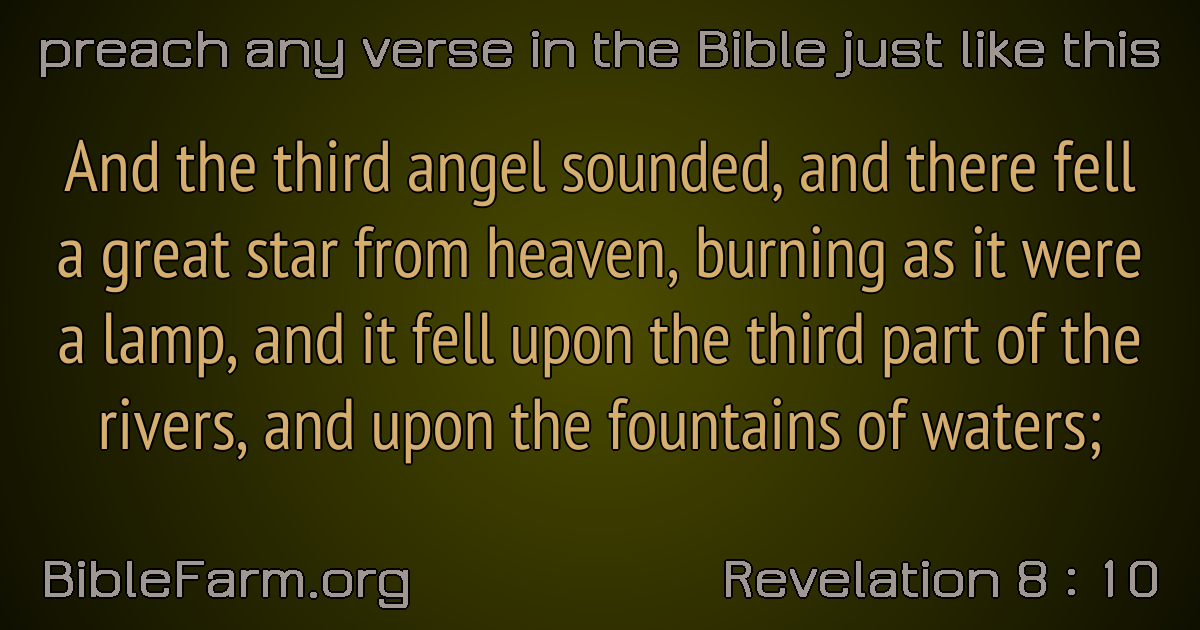 preach any verse in the Bible just like this
And the third angel sounded, and there fell
a great star from heaven, burning as it were
a lamp, and it fell upon the third part of the
rivers, and upon the fountains of waters;
BibleFarm.org
Revelation 8 : 10